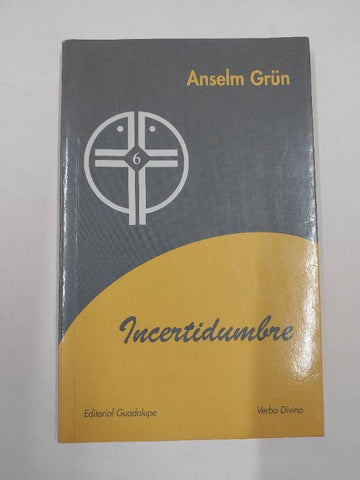 Anselm Grün
6
Incertidumbre
Editorial Guadalupe
Verbo Divino